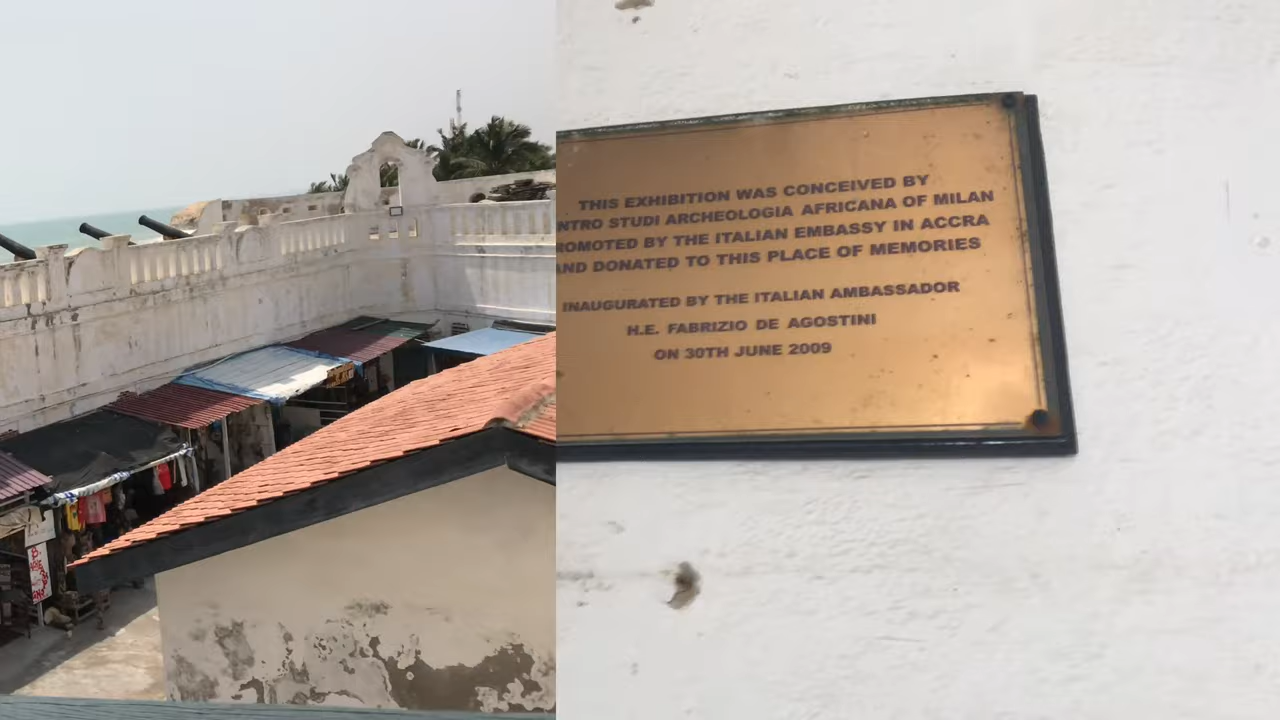 THIS EXHIBITION WAS CONCEIVED BY
NTRO STUDI ARCHEOLOGIA AFRICANA OF MILAN
ROMOTED BY THE ITALIAN EMBASSY IN ACCRA
AND DONATED TO THIS PLACE OF MEMORIES
INAUGURATED BY THE ITALIAN AMBASSADOR
H.E. FABRIZIO DE AGOSTINI
ON 30TH JUNE 2009